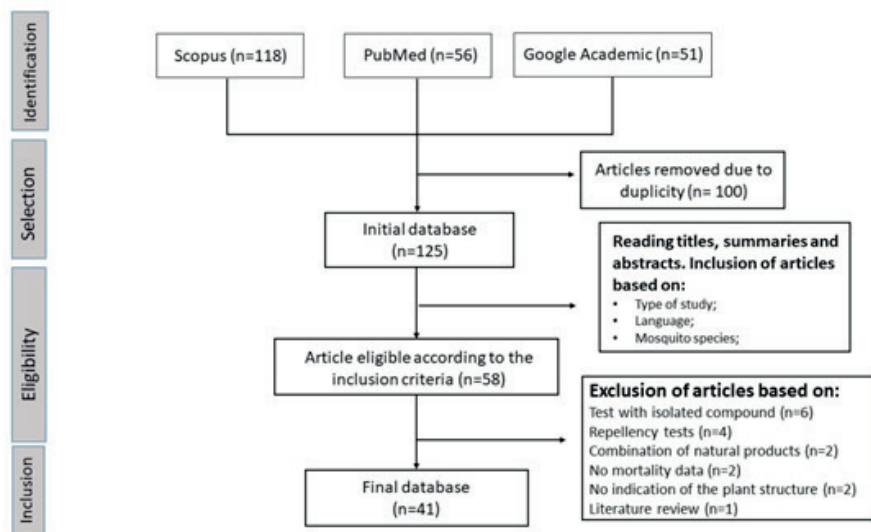 Identification
Scopus (n=118)
PubMed (n=56)
Google Academic (n=51)
Selection
Articles removed due to
duplicity (n= 100)
Initial database
(n=125)
Reading titles, summaries and
abstracts. Inclusion of articles
based on:
• Type of study;
• Language;
• Mosquito species;
Eligibility
Article eligible according to the
inclusion criteria (n=58)
Exclusion of articles based on:
Test with isolated compound (n=6)
Repellency tests (n=4)
Combination of natural products (n=2)
No mortality data (n=2)
No indication of the plant structure (n=2)
Literature review (n=1)
Inclusion
Final database
(n=41)